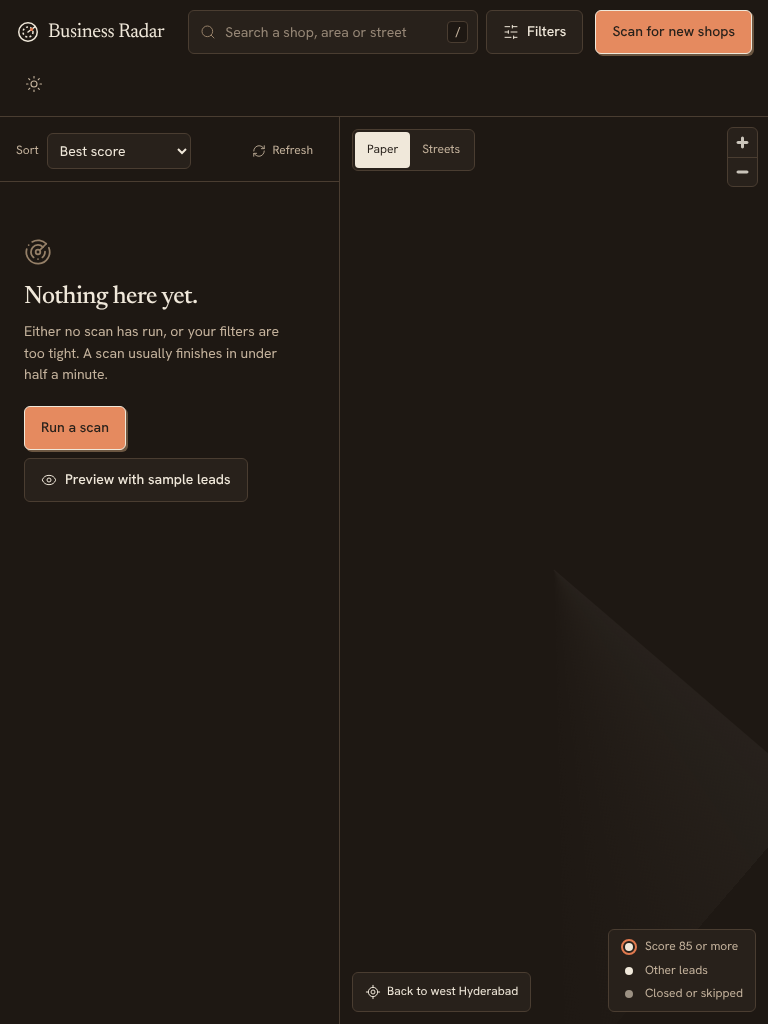 Business Radar
Search a shop, area or street
/
Filters
Scan for new shops
Sort
Best score
Refresh
Paper
Streets
+
−
Nothing here yet.
Either no scan has run, or your filters are
too tight. A scan usually finishes in under
half a minute.
Run a scan
Preview with sample leads
Score 85 or more
Other leads
Closed or skipped
Back to west Hyderabad